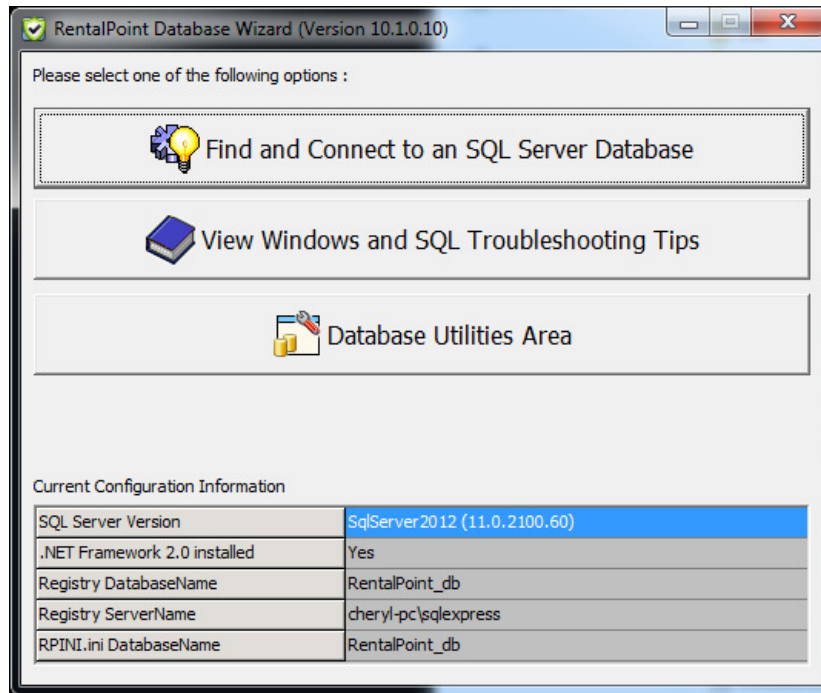 RentalPoint Database Wizard (Version 10.1.0.10)
Please select one of the following options :
Find and Connect to an SQL Server Database
View Windows and SQL Troubleshooting Tips
Database Utilities Area
Current Configuration Information
SQL Server Version SqlServer2012 (11.0.2100.60)
.NET Framework 2.0 installed Yes
Registry DatabaseName RentalPoint_db
Registry ServerName cheryl-pc\sqlexpress
RPINI.ini DatabaseName RentalPoint_db